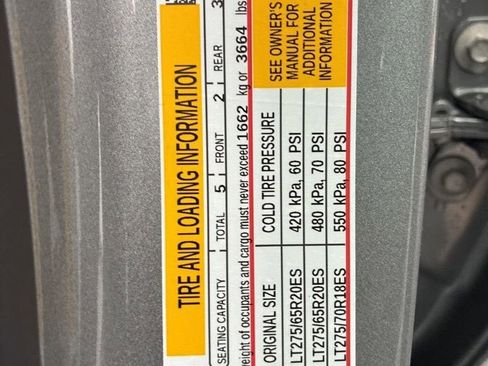 TIRE AND LOADING INFORMATION
SEATING CAPACITY TOTAL 5 FRONT 2 REAR 3
eight of occupants and cargo must never exceed 1662 kg or 3664 lbs
ORIGINAL SIZE COLD TIRE PRESSURE
LT275/65R20ES 420 kPa, 60 PSI
LT275/65R20ES 480 kPa, 70 PSI
LT275/70R18ES 550 kPa, 80 PSI
SEE OWNER'S
MANUAL FOR
ADDITIONAL
INFORMATION